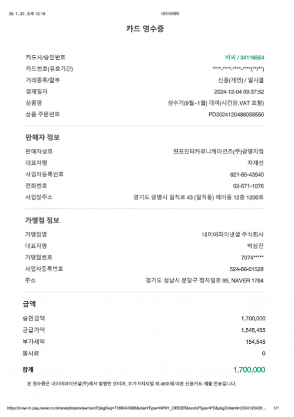 26. 1. 23. 오후 12:16 네이버페이
카드 영수증
카드사/승인번호 비씨 / 34116554
카드번호(유효기간) ****-****-****-****(**/**)
거래종류/할부 신용(개인) / 일시불
결제일자 2024-12-04 09:37:52
상품명 성수기(9월~1월) 대여(시간당,VAT 포함)
상품 주문번호 PD2024120488058550
판매자 정보
판매자상호
대표자명 차재선
사업자등록번호 821-86-43540
전화번호 02-571-1076
사업장주소 경기도 광명시 일직로 43 (일직동) 에이동 12층 1206호
가맹점 정보
가맹점명 네이버파이낸셜 주식회사
대표자명 박상진
가맹점번호 7074*****
사업자등록번호 524-86-01528
주소 경기도 성남시 분당구 정자일로 95, NAVER 1784
금액
승인금액 1,700,000
공급가액 1,545,455
부가세액 154,545
봉사료 0
합계 1,700,000
본 영수증은 네이버파이낸셜(주)에서 발행한 것이며, 부가가치세법 제 46조에 따른 신용카드 매출 전표입니다.
1/1